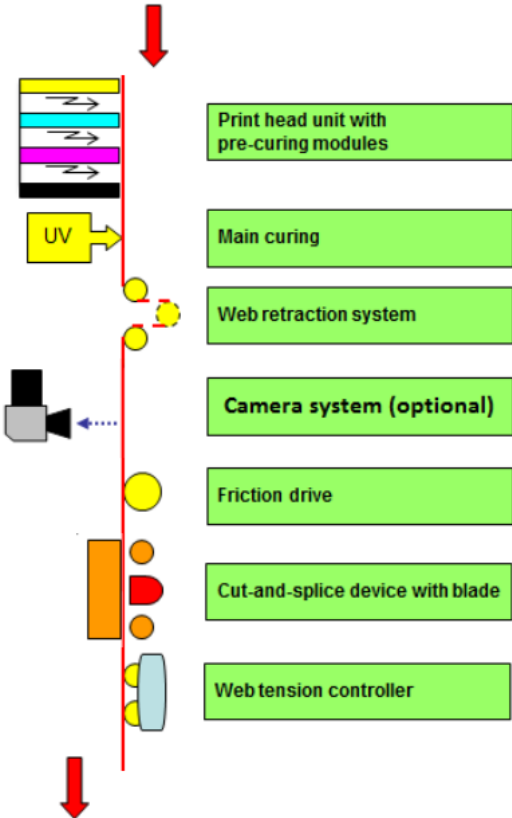 Print head unit with
pre-curing modules
UV
Main curing
Web retraction system
Camera system (optional)
Friction drive
Cut-and-splice device with blade
Web tension controller